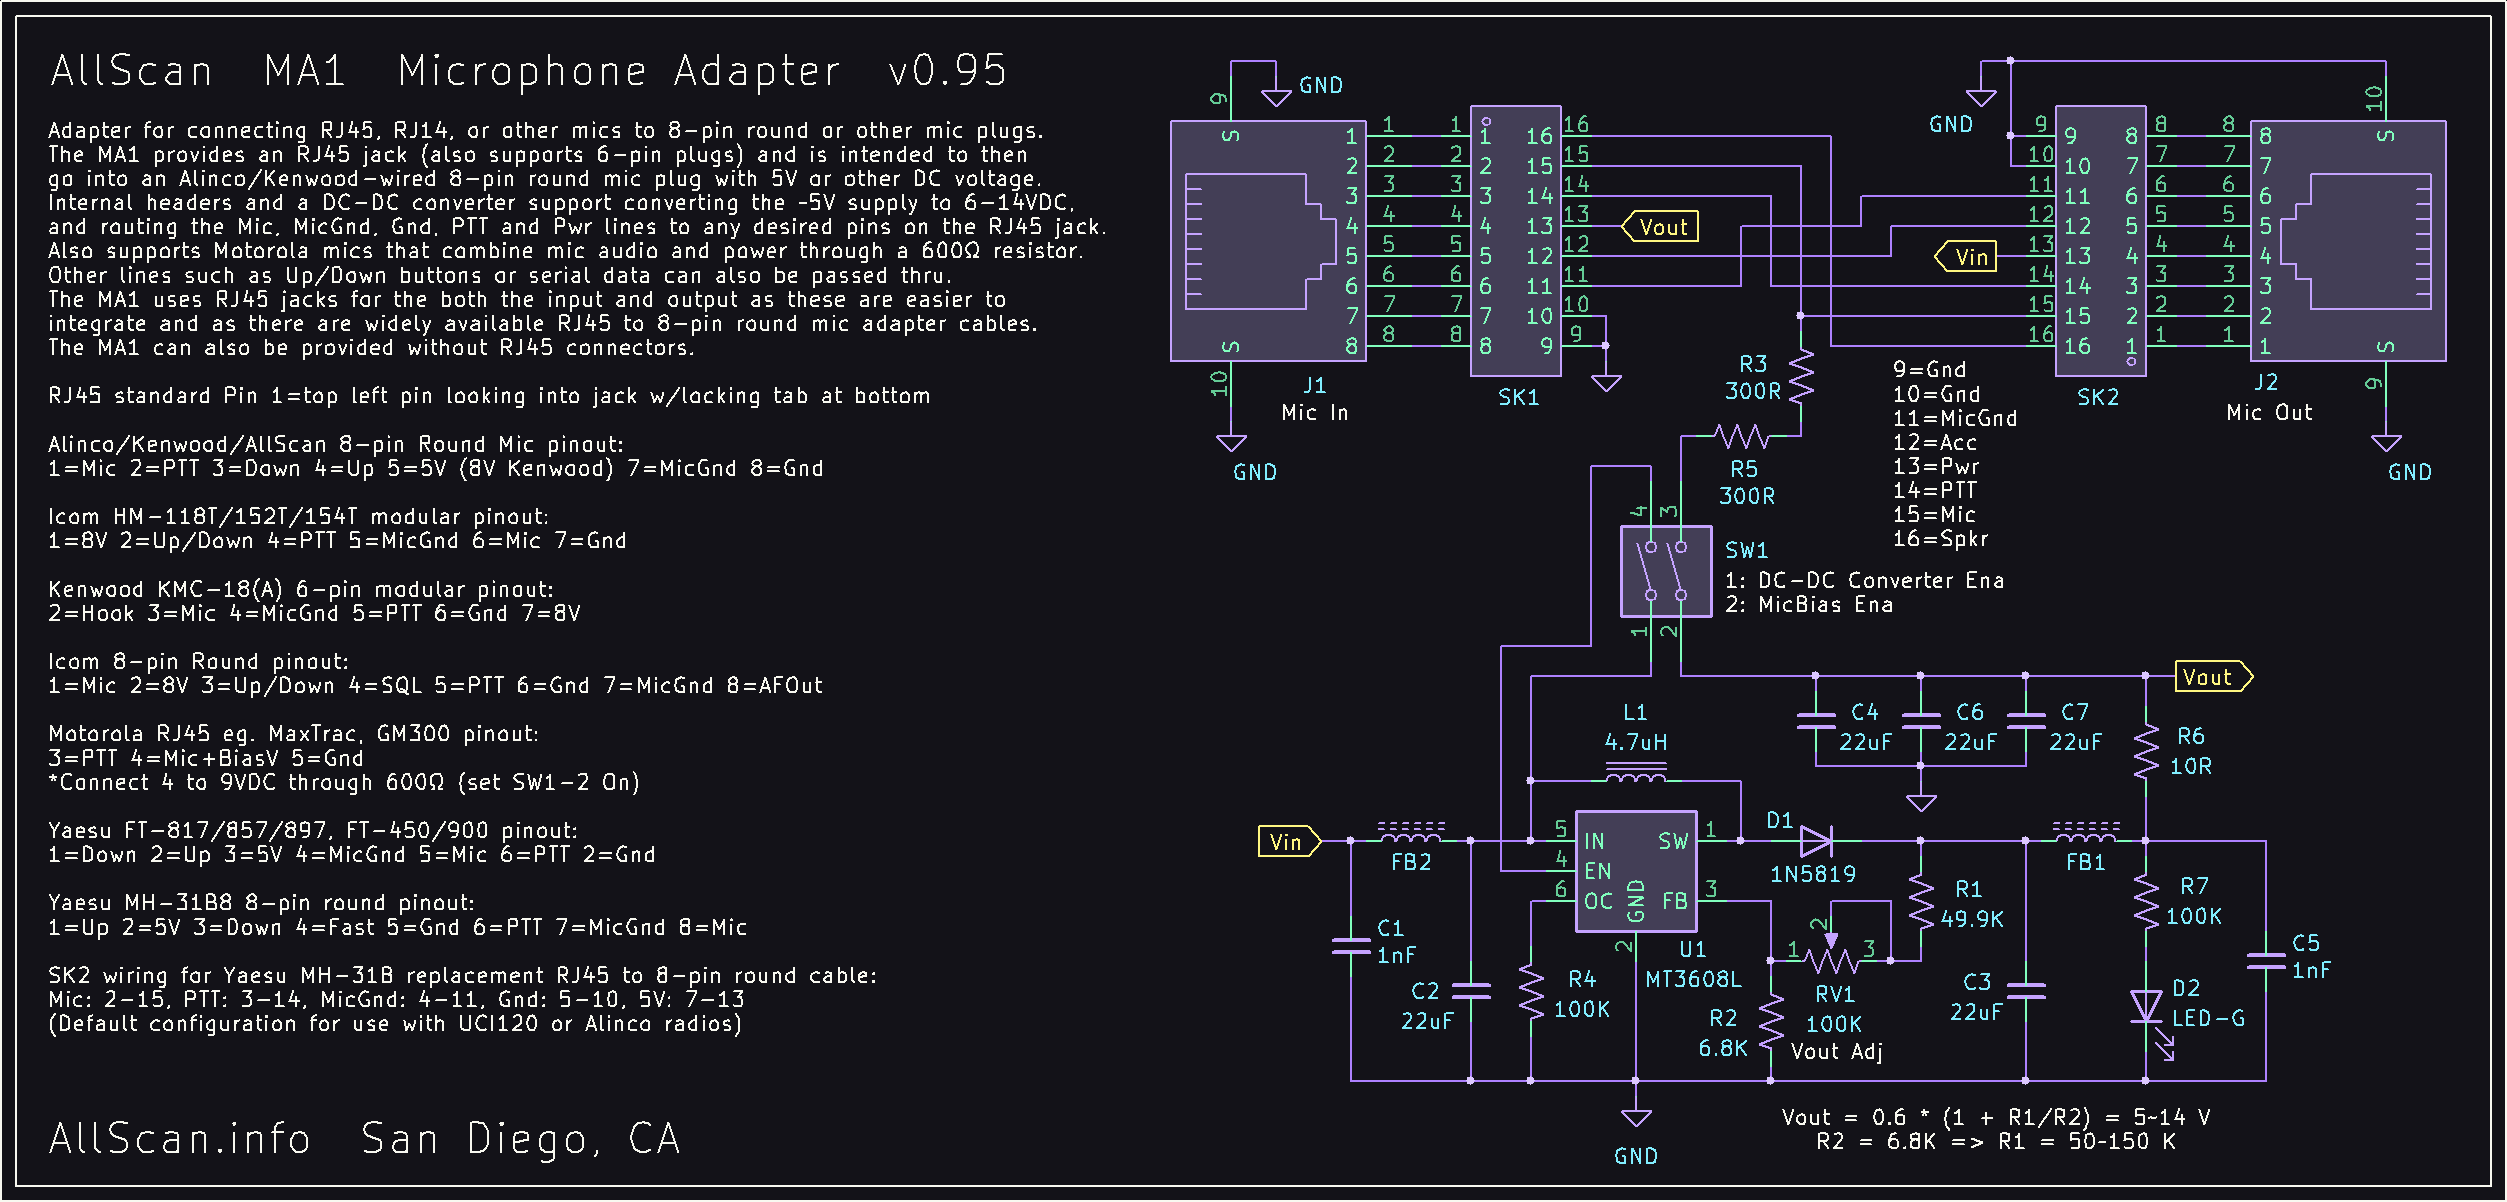 AllScan MA1 Microphone Adapter v0.95
Adapter for connecting RJ45, RJ14, or other mics to 8-pin round or other mic plugs.
The MA1 provides an RJ45 jack (also supports 6-pin plugs) and is intended to then
go into an Alinco/Kenwood-wired 8-pin round mic plug with 5V or other DC voltage.
Internal headers and a DC-DC converter support converting the ~5V supply to 6-14VDC,
and routing the Mic, MicGnd, Gnd, PTT and Pwr lines to any desired pins on the RJ45 jack.
Also supports Motorola mics that combine mic audio and power through a 600Ω resistor.
Other lines such as Up/Down buttons or serial data can also be passed thru.
The MA1 uses RJ45 jacks for the both the input and output as these are easier to
integrate and as there are widely available RJ45 to 8-pin round mic adapter cables.
The MA1 can also be provided without RJ45 connectors.
RJ45 standard Pin 1=top left pin looking into jack w/locking tab at bottom
Alinco/Kenwood/AllScan 8-pin Round Mic pinout:
1=Mic 2=PTT 3=Down 4=Up 5=5V (8V Kenwood) 7=MicGnd 8=Gnd
Icom HM-118T/152T/154T modular pinout:
1=8V 2=Up/Down 4=PTT 5=MicGnd 6=Mic 7=Gnd
Kenwood KMC-18(A) 6-pin modular pinout:
2=Hook 3=Mic 4=MicGnd 5=PTT 6=Gnd 7=8V
Icom 8-pin Round pinout:
1=Mic 2=8V 3=Up/Down 4=SQL 5=PTT 6=Gnd 7=MicGnd 8=AFOut
Motorola RJ45 eg. MaxTrac, GM300 pinout:
3=PTT 4=Mic+BiasV 5=Gnd
*Connect 4 to 9VDC through 600Ω (set SW1-2 On)
Yaesu FT-817/857/897, FT-450/900 pinout:
1=Down 2=Up 3=5V 4=MicGnd 5=Mic 6=PTT 2=Gnd
Yaesu MH-31B8 8-pin round pinout:
1=Up 2=5V 3=Down 4=Fast 5=Gnd 6=PTT 7=MicGnd 8=Mic
SK2 wiring for Yaesu MH-31B replacement RJ45 to 8-pin round cable:
Mic: 2-15, PTT: 3-14, MicGnd: 4-11, Gnd: 5-10, 5V: 7-13
(Default configuration for use with UCI120 or Alinco radios)
AllScan.info San Diego, CA
GND
9
S
1 1 1 1 16 16
2 2 2 2 15 15
3 3 3 3 14 14
4 4 4 4 13 13
5 5 5 5 12 12
6 6 6 6 11 11
7 7 7 7 10 10
8 8 8 8 9 9
S
10
J1
Mic In
GND
SK1
Vout
GND
Vin
10
S
9 9 8 8 8 8
10 10 7 7 7 7
11 11 6 6 6 6
12 12 5 5 5 5
13 13 4 4 4 4
14 14 3 3 3 3
15 15 2 2 2 2
16 16 1 1 1 1
S
9
SK2
J2
Mic Out
GND
9=Gnd
10=Gnd
11=MicGnd
12=Acc
13=Pwr
14=PTT
15=Mic
16=Spkr
R3
300R
R5
300R
4 3
SW1
1: DC-DC Converter Ena
2: MicBias Ena
1 2
Vout
L1
4.7uH
C4
22uF
C6
22uF
C7
22uF
R6
10R
Vin
FB2
5 IN SW 1
4 EN
6 OC GND FB 3
2
U1
MT3608L
D1
1N5819
FB1
R1
49.9K
R7
100K
C1
1nF
C2
22uF
R4
100K
R2
6.8K
1 2 3
RV1
100K
Vout Adj
C3
22uF
D2
LED-G
C5
1nF
GND
Vout = 0.6 * (1 + R1/R2) = 5~14 V
R2 = 6.8K => R1 = 50~150 K